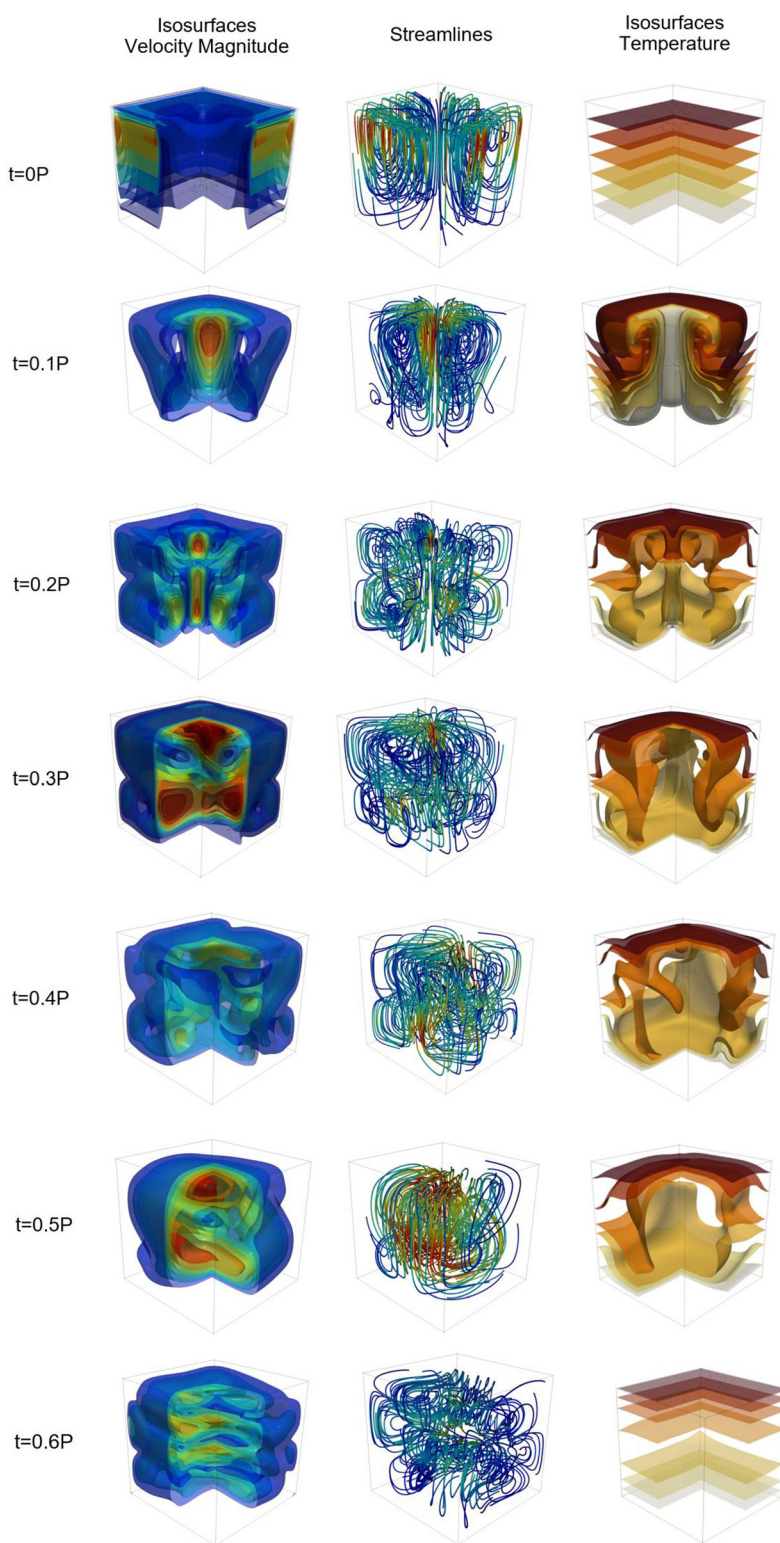 Isosurfaces
Velocity Magnitude
Streamlines
Isosurfaces
Temperature
t=0P
t=0.1P
t=0.2P
t=0.3P
t=0.4P
t=0.5P
t=0.6P